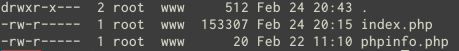 drwxr-x--- 2 root www 512 Feb 24 20:43 .
-rw-r----- 1 root www 153307 Feb 24 20:15 index.php
-rw-r----- 1 root www 20 Feb 22 11:10 phpinfo.php